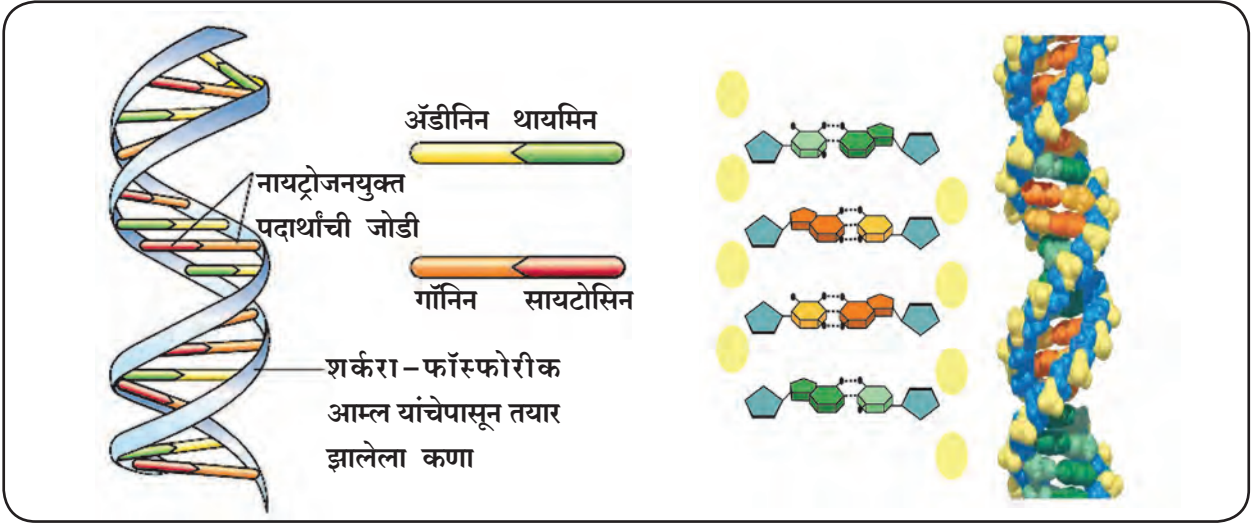 ॲडीनिन थायमिन
नायट्रोजनयुक्त
पदार्थांची जोडी
गॉनिन सायटोसिन
शर्करा-फॉस्फोरीक
आम्ल यांचेपासून तयार
झालेला कणा